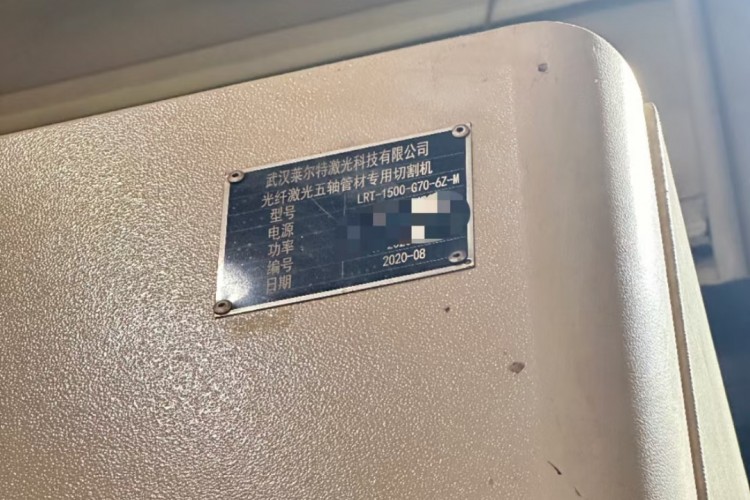 武汉莱尔特激光科技有限公司
光纤激光五轴管材专用切割机
型号 LRT-1500-G70-6Z-M
电源
功率
编号
日期 2020-08